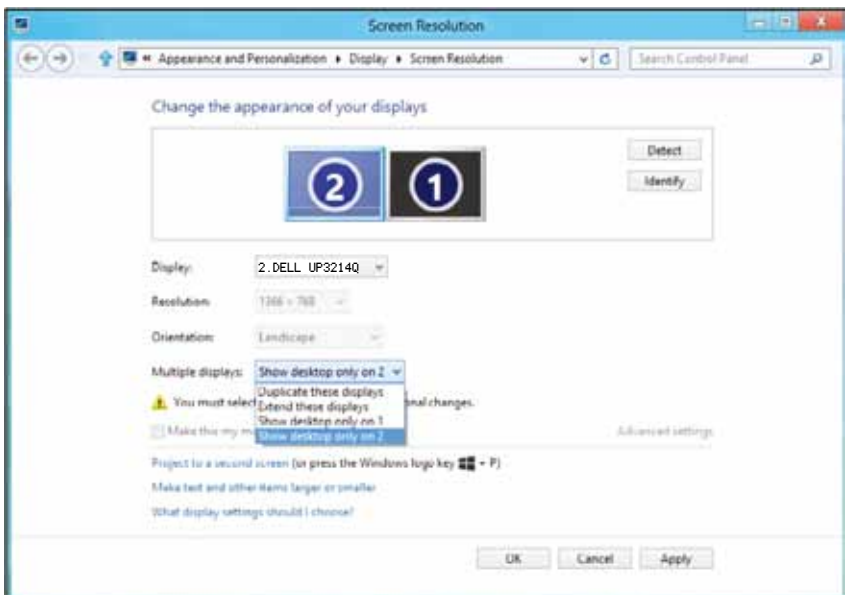 Screen Resolution
« Appearance and Personalization ▸ Display ▸ Screen Resolution
Search Control Panel
Change the appearance of your displays
2
1
Detect
Identify
Display:
2.DELL UP3214Q
Resolution:
1366 × 768
Orientation:
Landscape
Multiple displays:
Show desktop only on 2
Duplicate these displays
Extend these displays
Show desktop only on 1
Show desktop only on 2
You must selec
onal changes.
Make this my m
Advanced settings
Project to a second screen (or press the Windows logo key + P)
Make text and other items larger or smaller
What display settings should I choose?
OK
Cancel
Apply